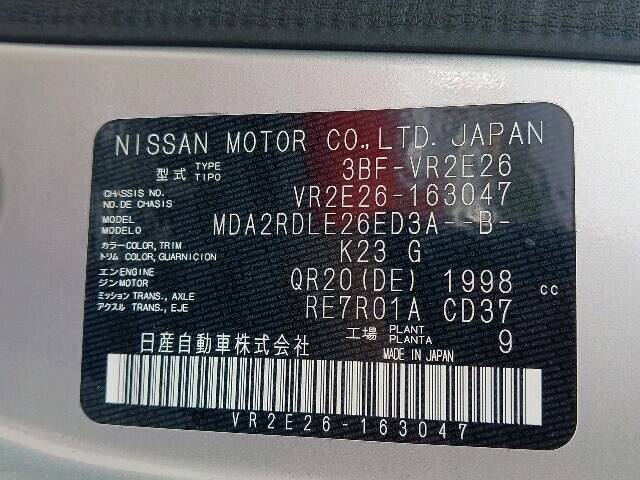 NISSAN MOTOR CO.,LTD. JAPAN
型式 TYPE TIPO 3BF-VR2E26
CHASSIS NO. NO.DE CHASIS VR2E26-163047
MODEL MODELO MDA2RDLE26ED3A--B-
カラー COLOR, TRIM
トリム COLOR, GUARNICION K23 G
エンジン ENGINE
ジン MOTOR QR20(DE) 1998 cc
ミッション TRANS., AXLE
アクスル TRANS., EJE RE7R01A CD37
工場 PLANT PLANTA 9
日産自動車株式会社 MADE IN JAPAN
VR2E26-163047